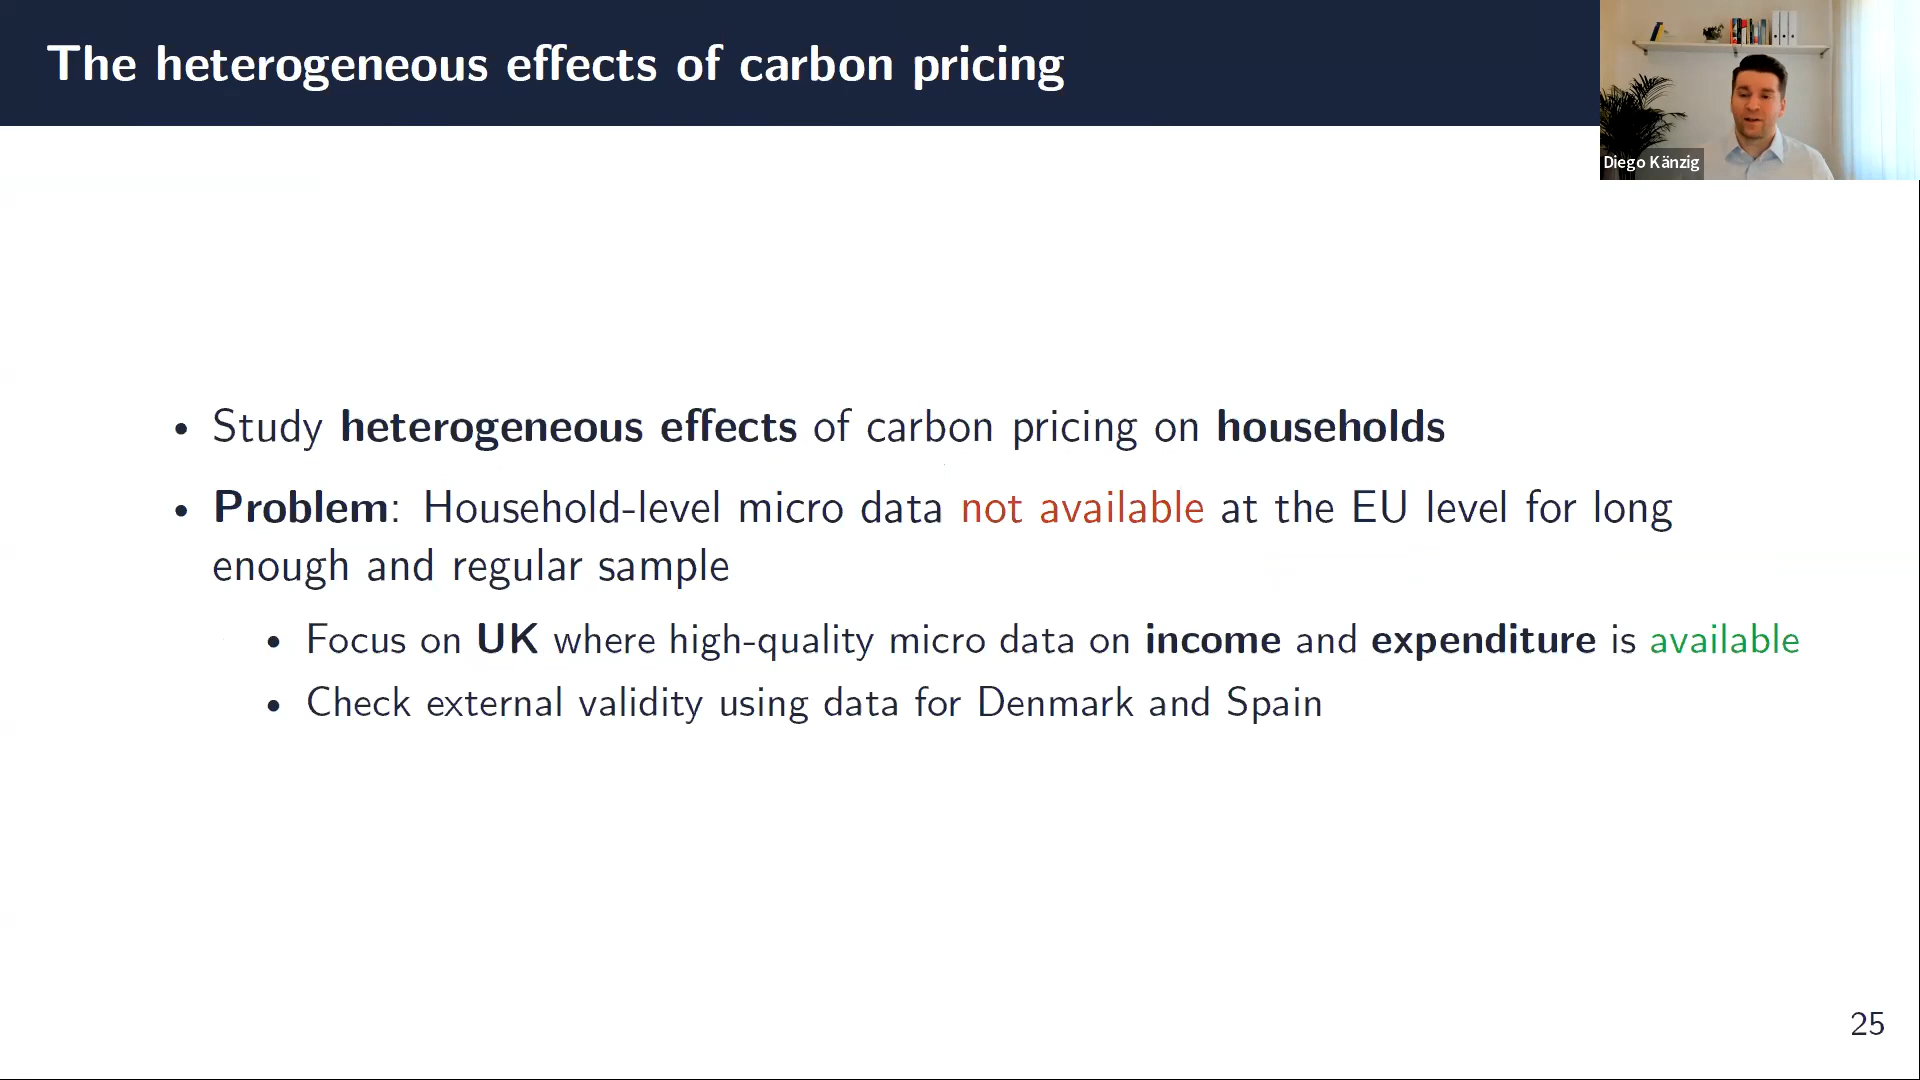 The heterogeneous effects of carbon pricing
Diego Känzig
• Study heterogeneous effects of carbon pricing on households
• Problem: Household-level micro data not available at the EU level for long
enough and regular sample
• Focus on UK where high-quality micro data on income and expenditure is available
• Check external validity using data for Denmark and Spain
25